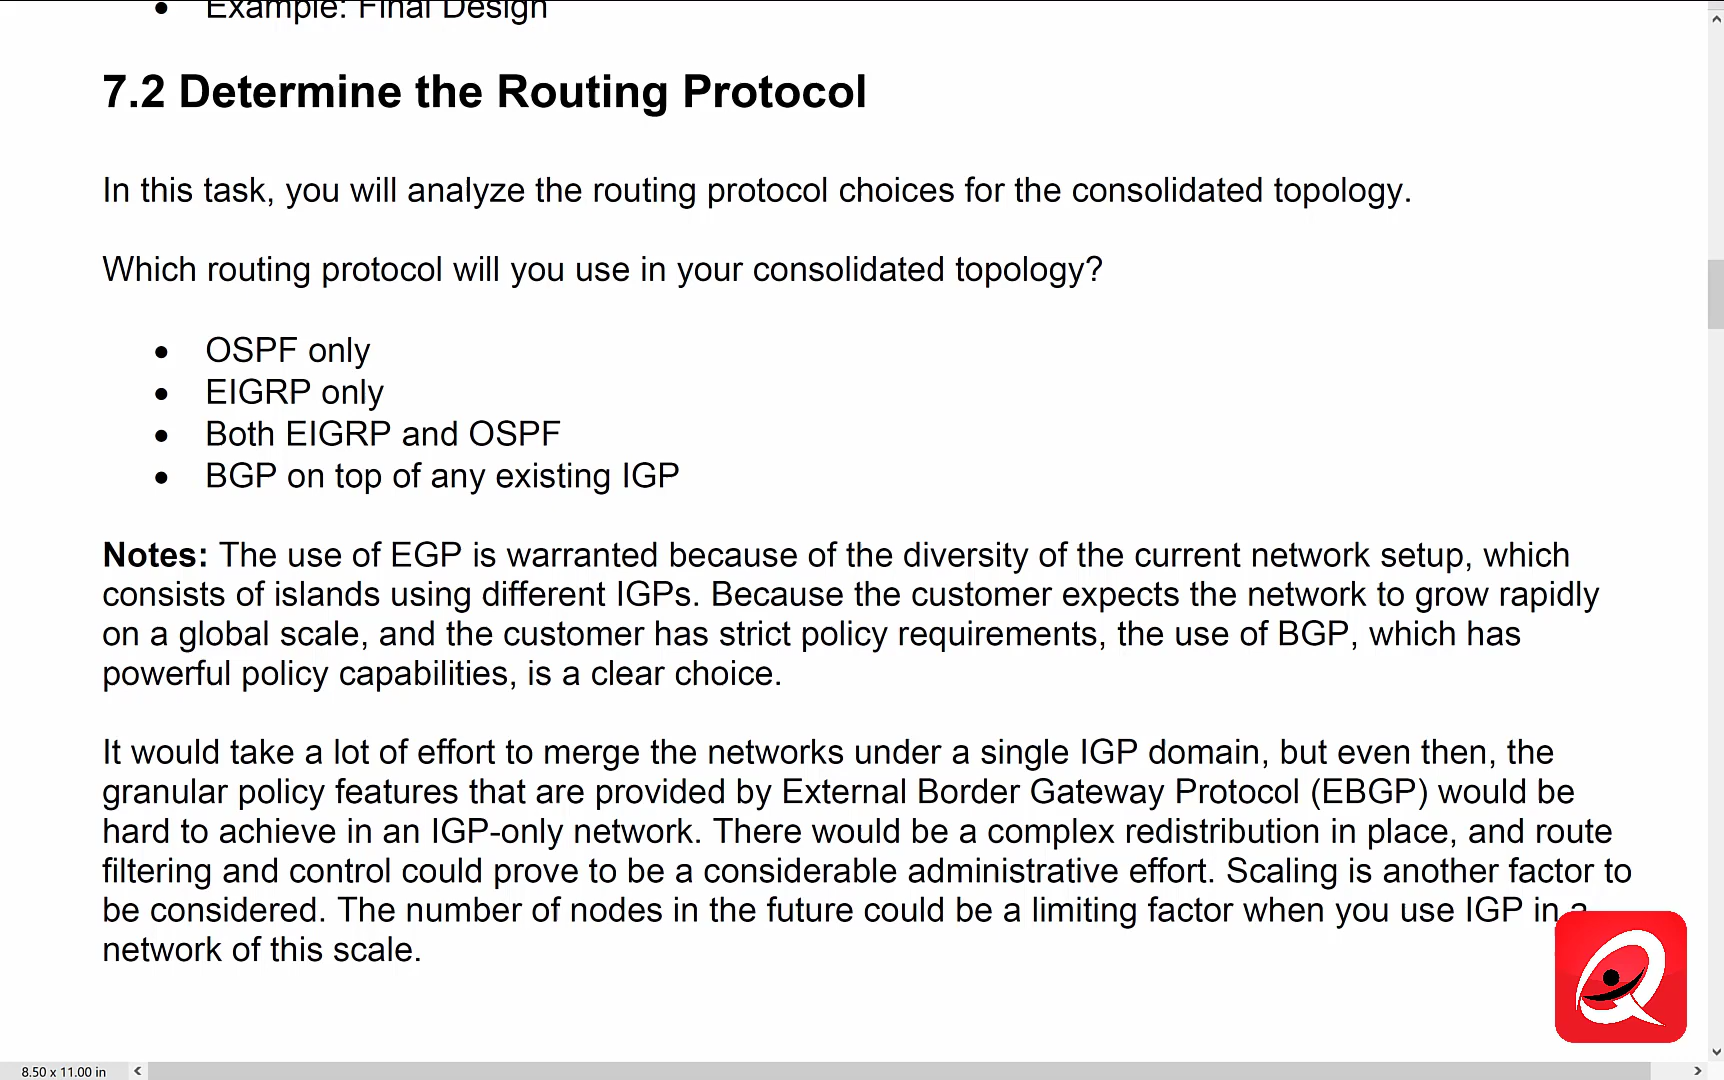 • Example: Final Design
7.2 Determine the Routing Protocol
In this task, you will analyze the routing protocol choices for the consolidated topology.
Which routing protocol will you use in your consolidated topology?
• OSPF only
• EIGRP only
• Both EIGRP and OSPF
• BGP on top of any existing IGP
Notes: The use of EGP is warranted because of the diversity of the current network setup, which
consists of islands using different IGPs. Because the customer expects the network to grow rapidly
on a global scale, and the customer has strict policy requirements, the use of BGP, which has
powerful policy capabilities, is a clear choice.
It would take a lot of effort to merge the networks under a single IGP domain, but even then, the
granular policy features that are provided by External Border Gateway Protocol (EBGP) would be
hard to achieve in an IGP-only network. There would be a complex redistribution in place, and route
filtering and control could prove to be a considerable administrative effort. Scaling is another factor to
be considered. The number of nodes in the future could be a limiting factor when you use IGP in a
network of this scale.
8.50 x 11.00 in